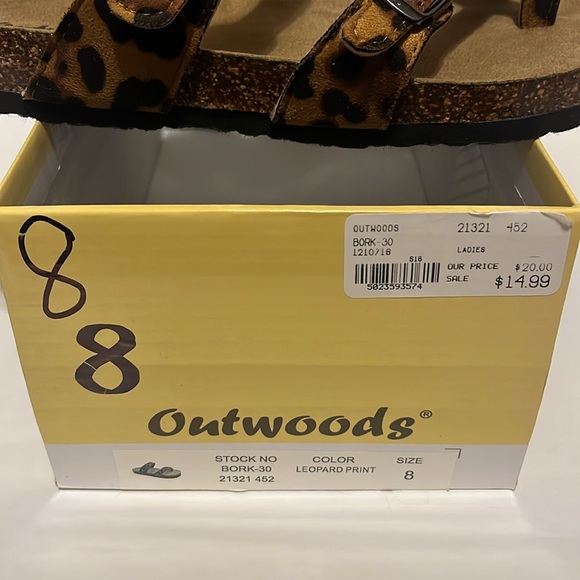 8
OUTWOODS 21321 452
BORK-30 LADIES
1210718
S16
OUR PRICE $20.00
5023593574 SALE $14.99
8
Outwoods®
STOCK NO COLOR SIZE
BORK-30 LEOPARD PRINT 8
21321 452